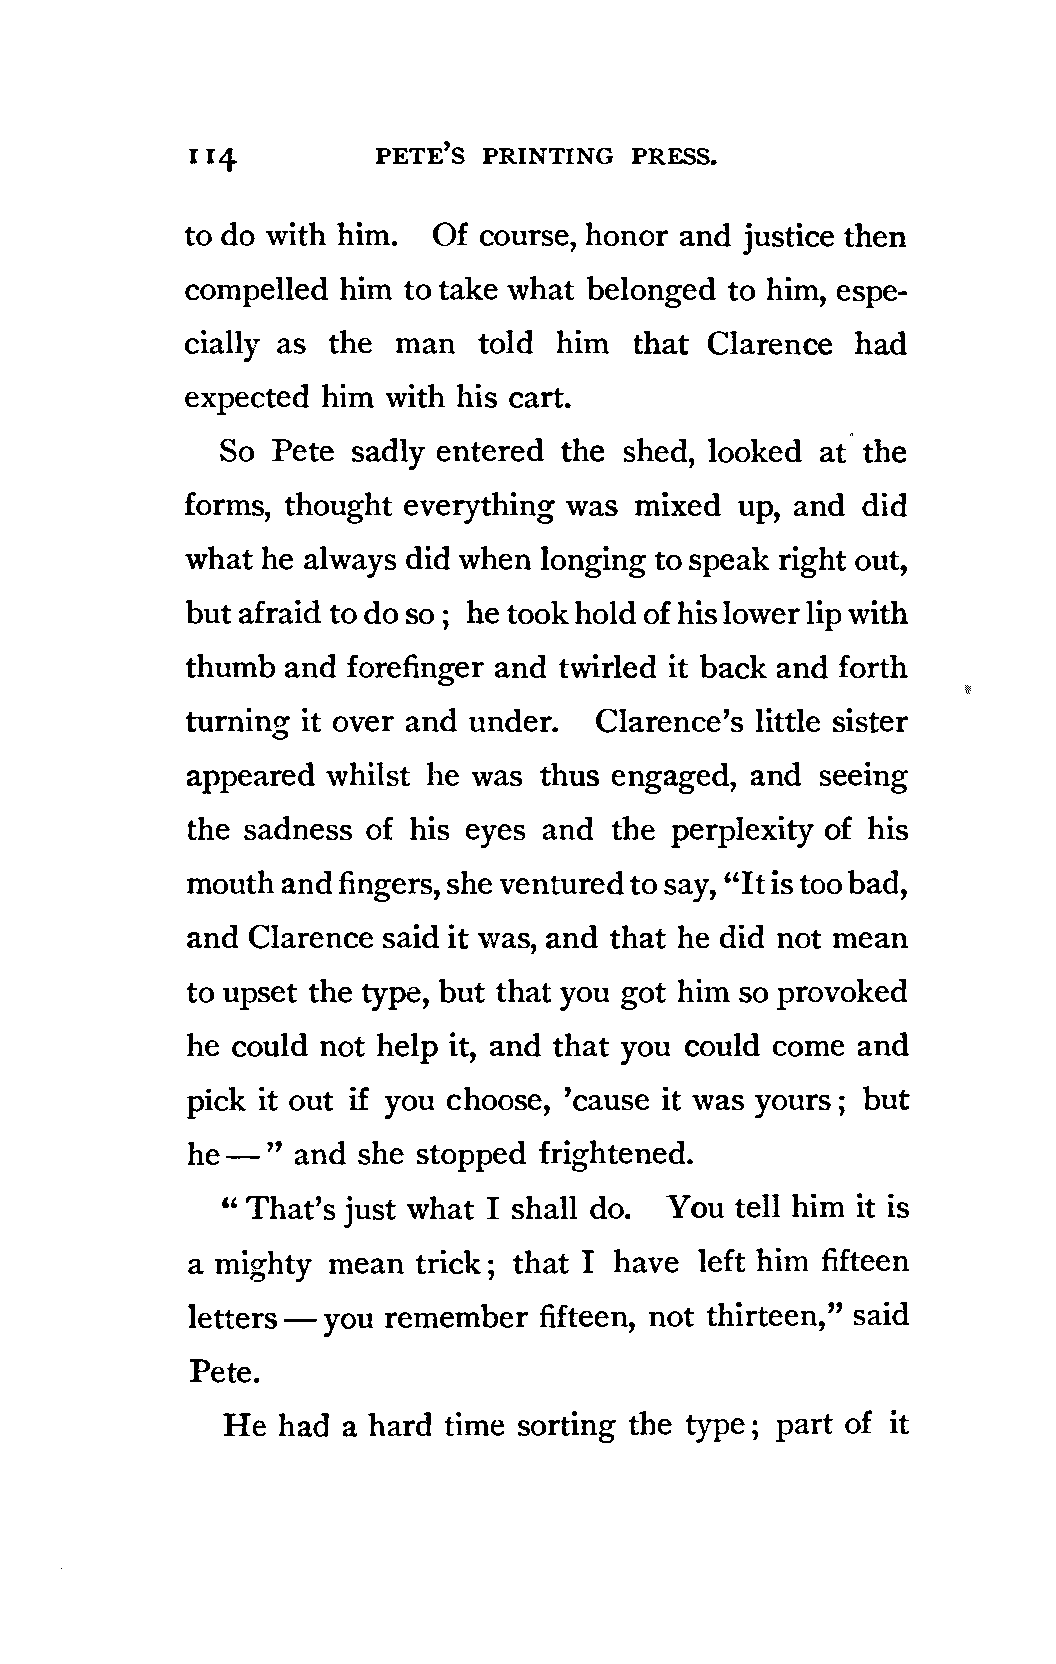 114 PETE'S PRINTING PRESS.
to do with him. Of course, honor and justice then
compelled him to take what belonged to him, espe-
cially as the man told him that Clarence had
expected him with his cart.
So Pete sadly entered the shed, looked at the
forms, thought everything was mixed up, and did
what he always did when longing to speak right out,
but afraid to do so ; he took hold of his lower lip with
thumb and forefinger and twirled it back and forth
turning it over and under. Clarence's little sister
appeared whilst he was thus engaged, and seeing
the sadness of his eyes and the perplexity of his
mouth and fingers, she ventured to say, “It is too bad,
and Clarence said it was, and that he did not mean
to upset the type, but that you got him so provoked
he could not help it, and that you could come and
pick it out if you choose, ’cause it was yours ; but
he — ” and she stopped frightened.
“ That's just what I shall do. You tell him it is
a mighty mean trick ; that I have left him fifteen
letters — you remember fifteen, not thirteen,” said
Pete.
He had a hard time sorting the type ; part of it